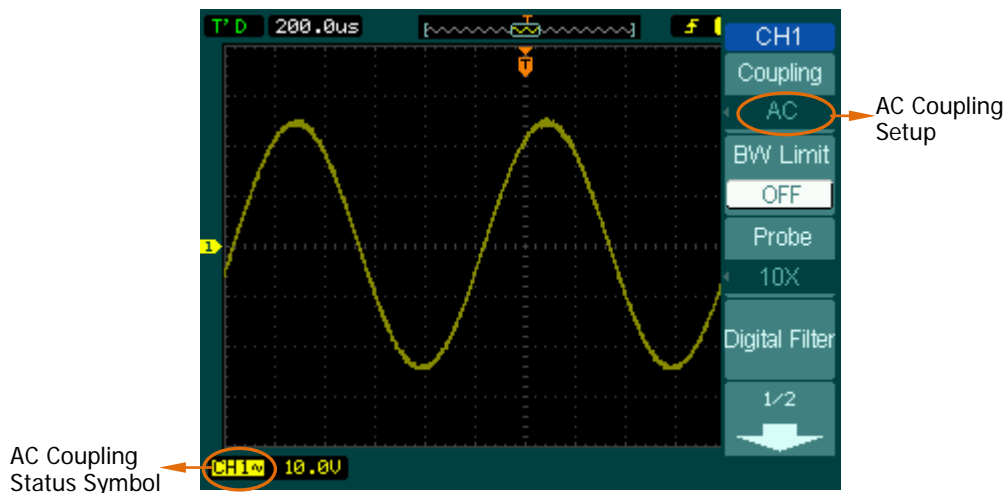 T'D 200.0us
T
T
CH1
Coupling
AC
AC Coupling
Setup
BW Limit
OFF
1
Probe
10X
Digital Filter
1/2
AC Coupling
Status Symbol
CH1~ 10.0V